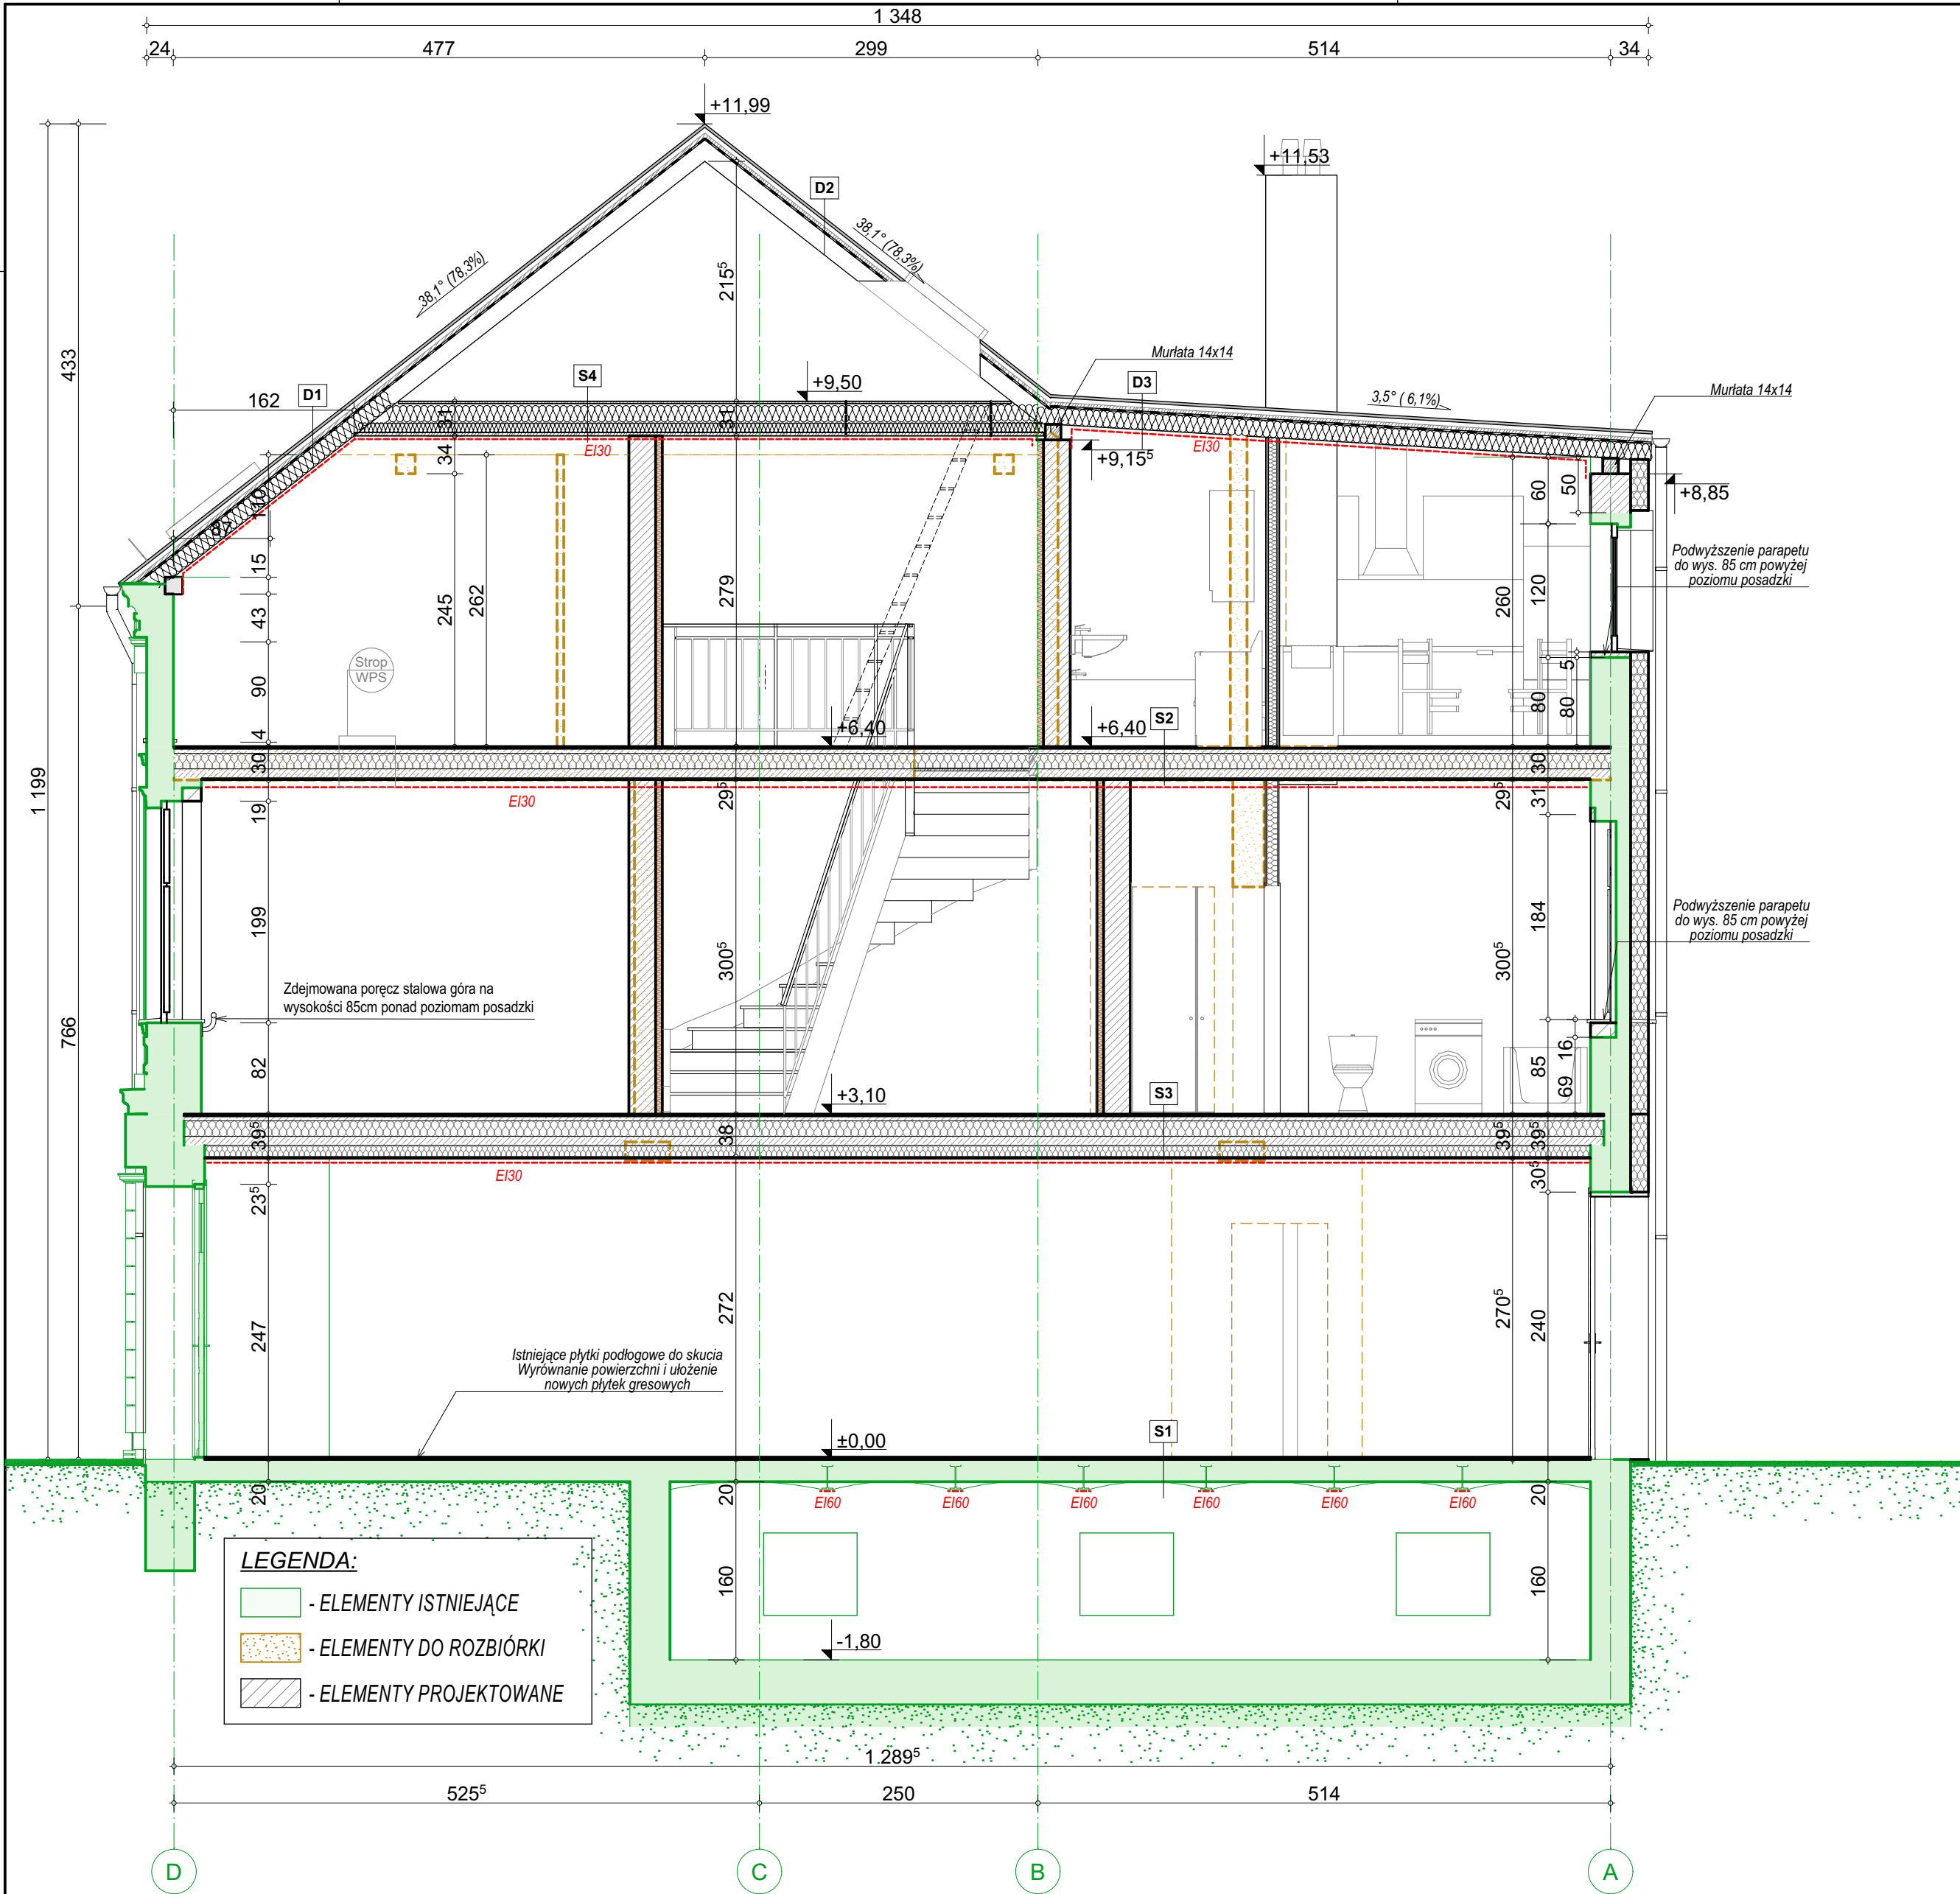 1 348
24
477
299
514
34
+11,99
+11,53
D2
38,1° (78,3%)
38,1° (78,3%)
215⁵
433
Murłata 14x14
D1
S4
+9,50
D3
3,5° ( 6,1%)
Murłata 14x14
162
31
31
34
EI30
+9,15⁵
EI30
60
50
+8,85
110
15
43
245
262
279
260
120
Podwyższenie parapetu
do wys. 85 cm powyżej
poziomu posadzki
Strop
WPS
90
5
80
80
4
+6,40
+6,40
S2
30
30
1 199
19
EI30
29⁵
29⁵
31
199
300⁵
300⁵
184
Podwyższenie parapetu
do wys. 85 cm powyżej
poziomu posadzki
Zdejmowana poręcz stalowa góra na
wysokości 85cm ponad poziomam posadzki
766
82
16
85
69
+3,10
S3
39⁵
38
39⁵
39⁵
EI30
23⁵
30⁵
247
272
270⁵
240
Istniejące płytki podłogowe do skucia
Wyrównanie powierzchni i ułożenie
nowych płytek gresowych
±0,00
S1
20
20
20
EI60
EI60
EI60
EI60
EI60
EI60
LEGENDA:
- ELEMENTY ISTNIEJĄCE
- ELEMENTY DO ROZBIÓRKI
- ELEMENTY PROJEKTOWANE
160
160
-1,80
1 289⁵
525⁵
250
514
D
C
B
A